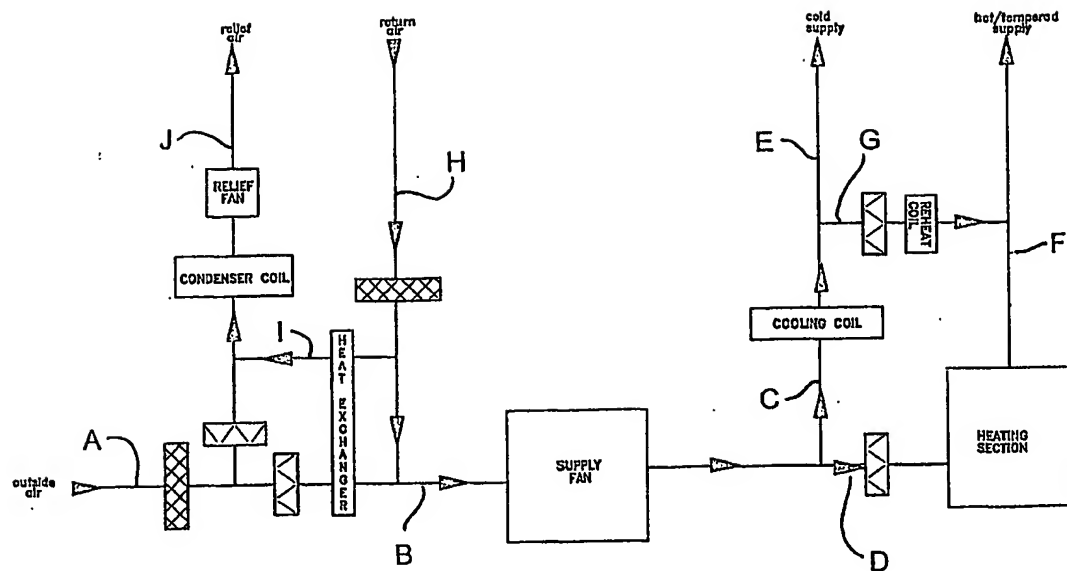 relief
air
return
air
cold
supply
hot/tempered
supply
J
RELIEF
FAN
H
E
G
REHEAT
COIL
F
CONDENSER COIL
I
HEAT EXCHANGER
COOLING COIL
C
A
outside
air
B
SUPPLY
FAN
HEATING
SECTION
D